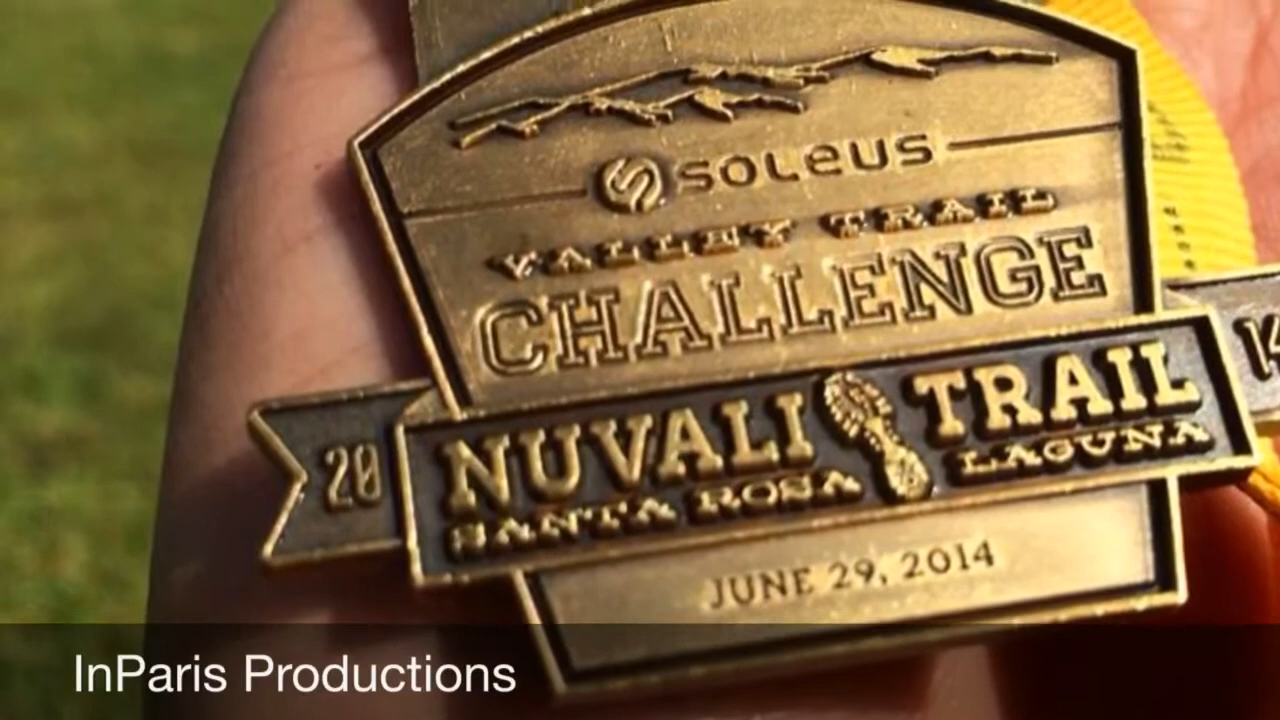 SOLEUS
VALLEY TRAIL
CHALLENGE
20 NUVALI TRAIL 14
SANTA ROSA LAGUNA
JUNE 29, 2014
InParis Productions